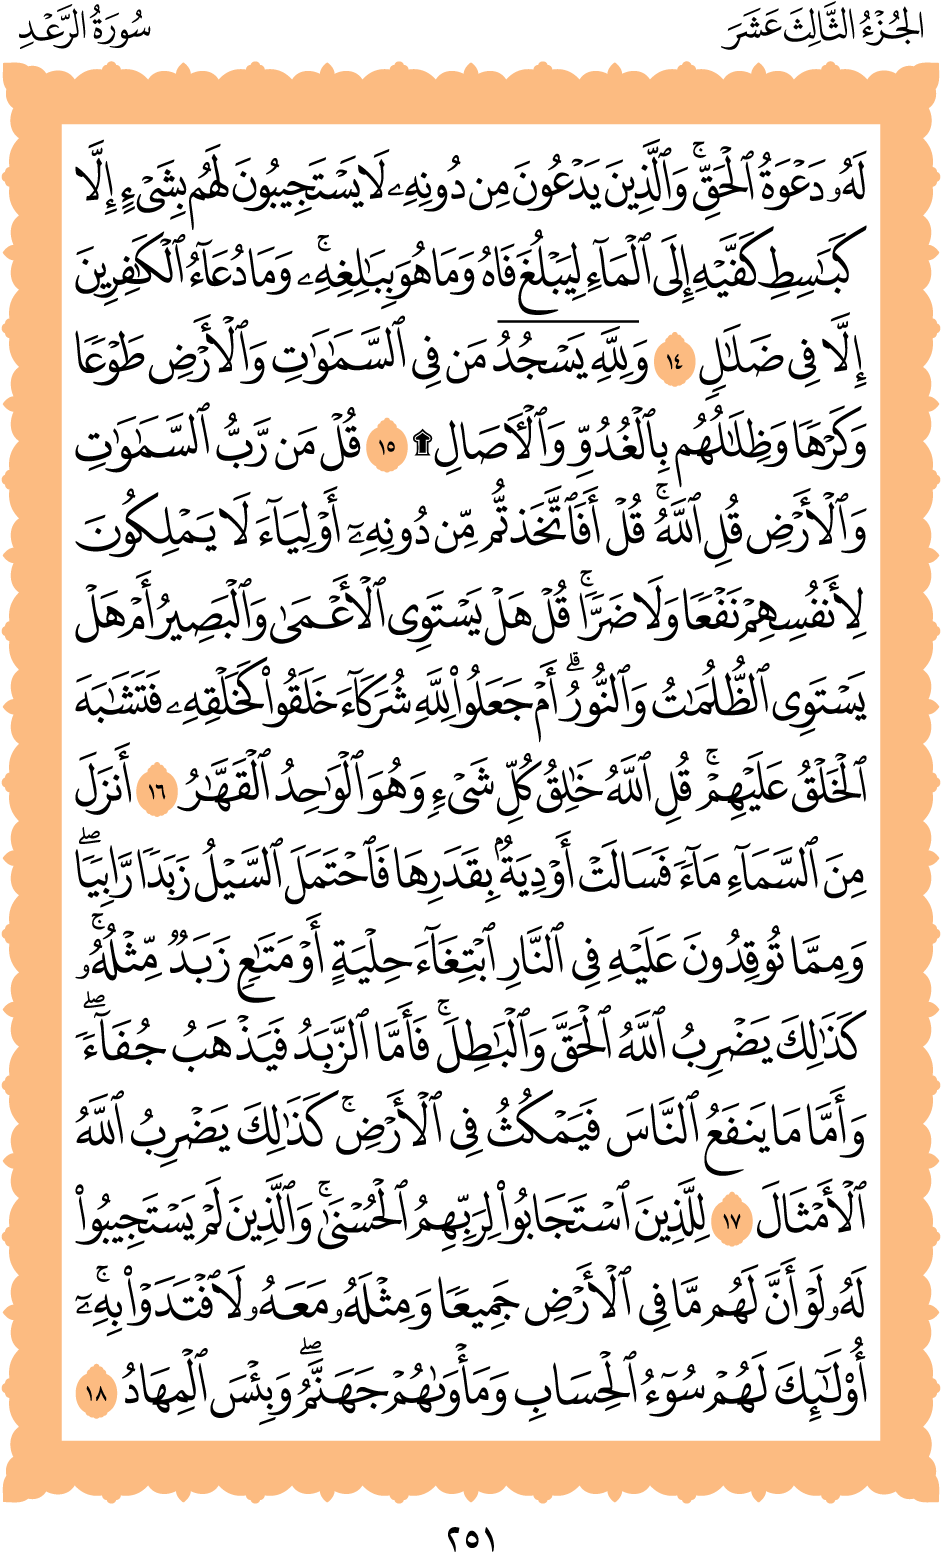 الجُزْءُ الثَّالِثَ عَشَرَ
سُورَةُ الرَّعْدِ
لَهُۥ دَعْوَةُ ٱلْحَقِّۚ وَٱلَّذِينَ يَدْعُونَ مِن دُونِهِۦ لَا يَسْتَجِيبُونَ لَهُم بِشَىْءٍ إِلَّا
كَبَٰسِطِ كَفَّيْهِ إِلَى ٱلْمَآءِ لِيَبْلُغَ فَاهُ وَمَا هُوَ بِبَٰلِغِهِۦۚ وَمَا دُعَآءُ ٱلْكَٰفِرِينَ
إِلَّا فِى ضَلَٰلٍ ١٤ وَلِلَّهِ يَسْجُدُ مَن فِى ٱلسَّمَٰوَٰتِ وَٱلْأَرْضِ طَوْعًا
وَكَرْهًا وَظِلَٰلُهُم بِٱلْغُدُوِّ وَٱلْءَاصَالِ ۩ ١٥ قُلْ مَن رَّبُّ ٱلسَّمَٰوَٰتِ
وَٱلْأَرْضِ قُلِ ٱللَّهُۚ قُلْ أَفَٱتَّخَذْتُم مِّن دُونِهِۦٓ أَوْلِيَآءَ لَا يَمْلِكُونَ
لِأَنفُسِهِمْ نَفْعًا وَلَا ضَرًّاۚ قُلْ هَلْ يَسْتَوِى ٱلْأَعْمَىٰ وَٱلْبَصِيرُ أَمْ هَلْ
يَسْتَوِى ٱلظُّلُمَٰتُ وَٱلنُّورُۗ أَمْ جَعَلُوا۟ لِلَّهِ شُرَكَآءَ خَلَقُوا۟ كَخَلْقِهِۦ فَتَشَٰبَهَ
ٱلْخَلْقُ عَلَيْهِمْۚ قُلِ ٱللَّهُ خَٰلِقُ كُلِّ شَىْءٍ وَهُوَ ٱلْوَٰحِدُ ٱلْقَهَّٰرُ ١٦ أَنزَلَ
مِنَ ٱلسَّمَآءِ مَآءً فَسَالَتْ أَوْدِيَةٌۢ بِقَدَرِهَا فَٱحْتَمَلَ ٱلسَّيْلُ زَبَدًا رَّابِيًاۖ
وَمِمَّا تُوقِدُونَ عَلَيْهِ فِى ٱلنَّارِ ٱبْتِغَآءَ حِلْيَةٍ أَوْ مَتَٰعٍ زَبَدٌ مِّثْلُهُۥۚ
كَذَٰلِكَ يَضْرِبُ ٱللَّهُ ٱلْحَقَّ وَٱلْبَٰطِلَۚ فَأَمَّا ٱلزَّبَدُ فَيَذْهَبُ جُفَآءًۖ
وَأَمَّا مَا يَنفَعُ ٱلنَّاسَ فَيَمْكُثُ فِى ٱلْأَرْضِۚ كَذَٰلِكَ يَضْرِبُ ٱللَّهُ
ٱلْأَمْثَالَ ١٧ لِلَّذِينَ ٱسْتَجَابُوا۟ لِرَبِّهِمُ ٱلْحُسْنَىٰۚ وَٱلَّذِينَ لَمْ يَسْتَجِيبُوا۟
لَهُۥ لَوْ أَنَّ لَهُم مَّا فِى ٱلْأَرْضِ جَمِيعًا وَمِثْلَهُۥ مَعَهُۥ لَٱفْتَدَوْا۟ بِهِۦٓۚ
أُو۟لَٰٓئِكَ لَهُمْ سُوٓءُ ٱلْحِسَابِ وَمَأْوَىٰهُمْ جَهَنَّمُۖ وَبِئْسَ ٱلْمِهَادُ ١٨
٢٥١